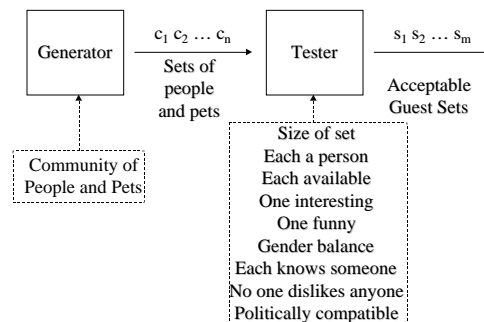 Generator
c1 c2 … cn
Sets of
people
and pets
Tester
s1 s2 … sm
Acceptable
Guest Sets
Community of
People and Pets
Size of set
Each a person
Each available
One interesting
One funny
Gender balance
Each knows someone
No one dislikes anyone
Politically compatible